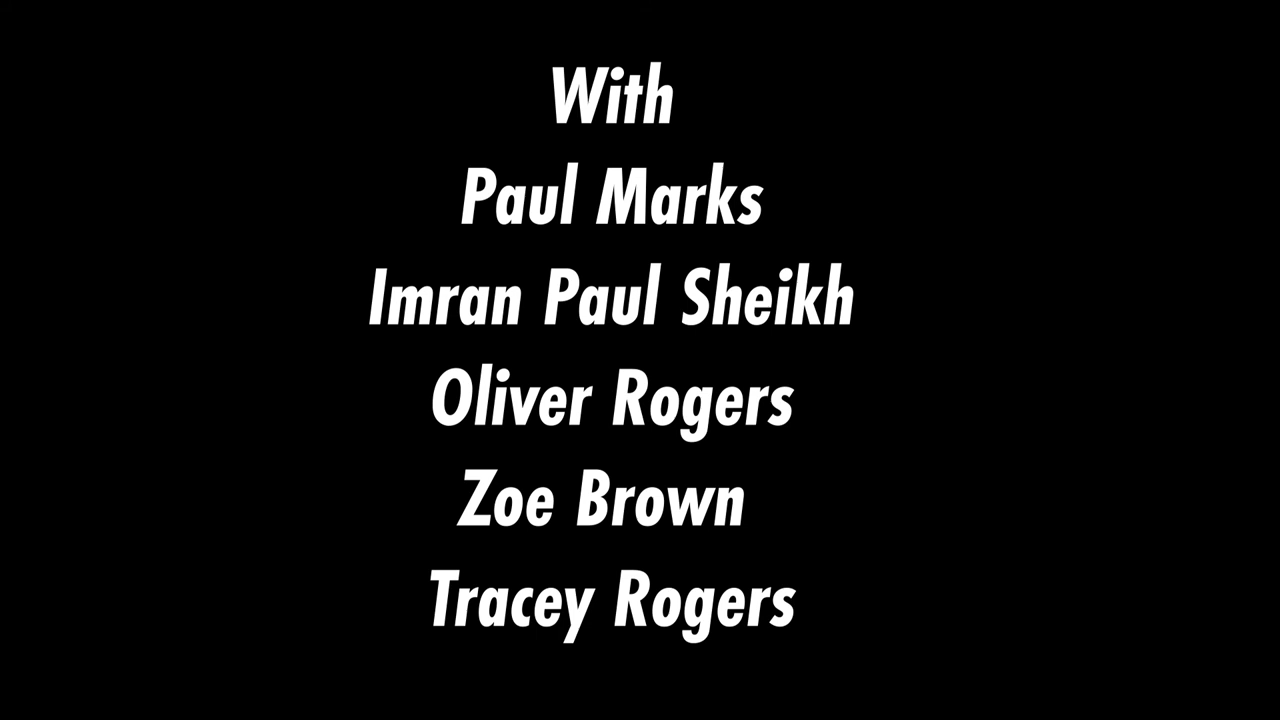 With
Paul Marks
Imran Paul Sheikh
Oliver Rogers
Zoe Brown
Tracey Rogers